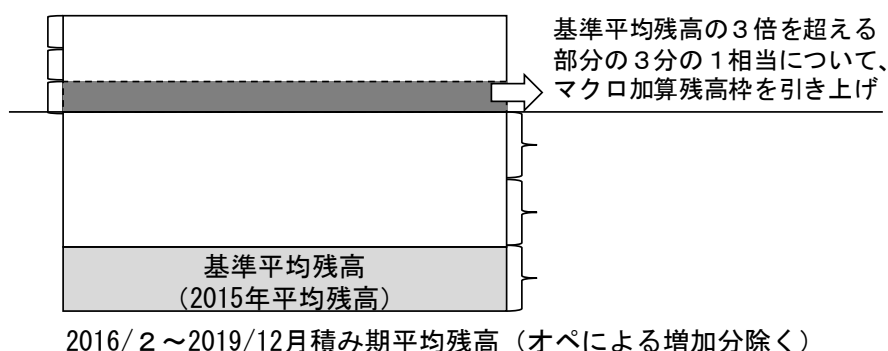 基準平均残高の３倍を超える
部分の３分の１相当について、
マクロ加算残高枠を引き上げ
基準平均残高
（2015年平均残高）
2016/２～2019/12月積み期平均残高（オペによる増加分除く）